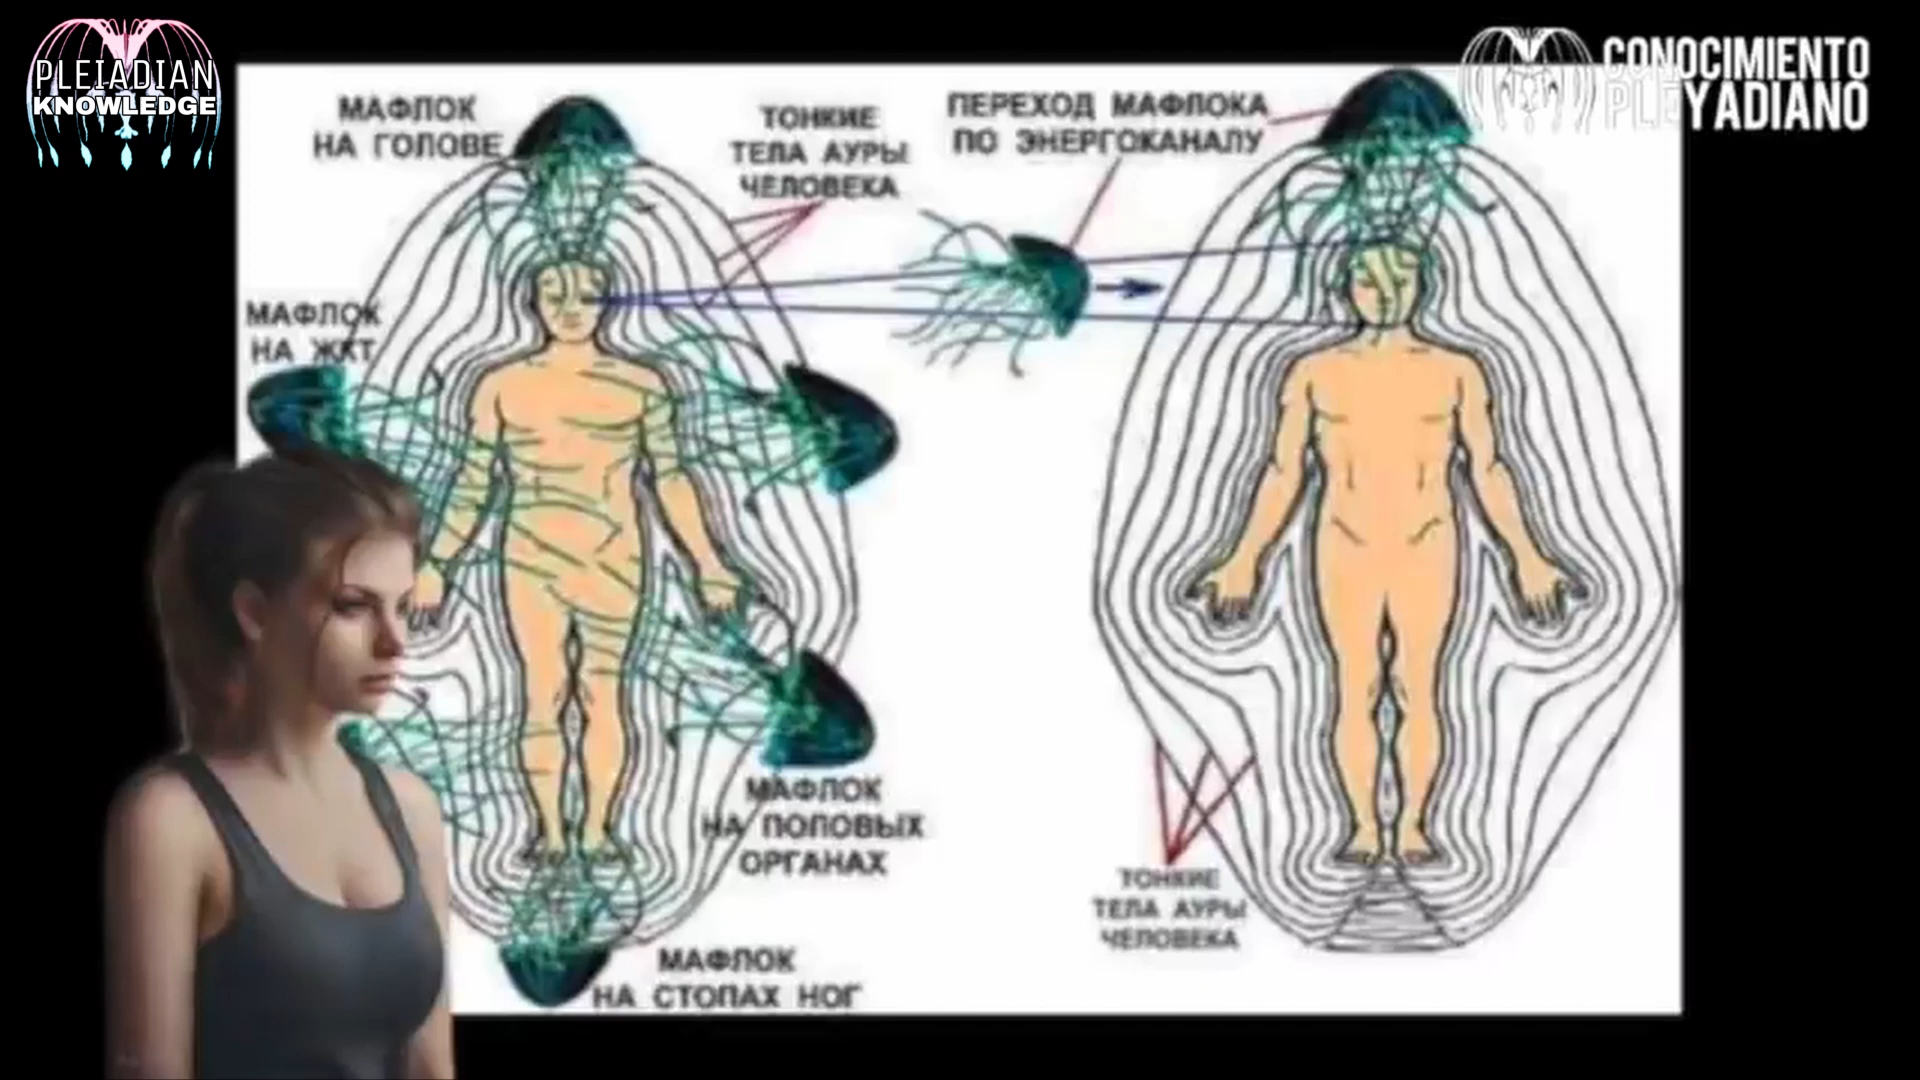 PLEIADIAN
KNOWLEDGE
CONOCIMIENTO
PLEYADIANO
МАФЛОК
НА ГОЛОВЕ
ТОНКИЕ
ТЕЛА АУРЫ
ЧЕЛОВЕКА
ПЕРЕХОД МАФЛОКА
ПО ЭНЕРГОКАНАЛУ
МАФЛОК
НА ЖКТ
МАФЛОК
НА ПОЛОВЫХ
ОРГАНАХ
ТОНКИЕ
ТЕЛА АУРЫ
ЧЕЛОВЕКА
МАФЛОК
НА СТОПАХ НОГ